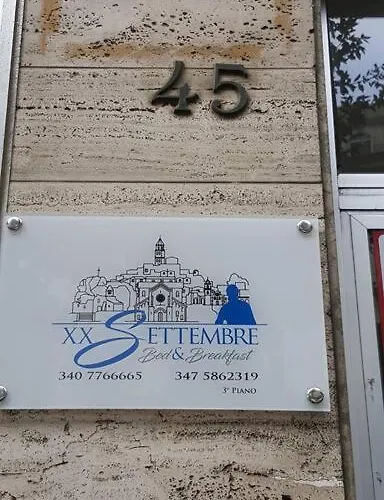 45
XX SETTEMBRE
Bed & Breakfast
340 7766665 347 5862319
3° PIANO